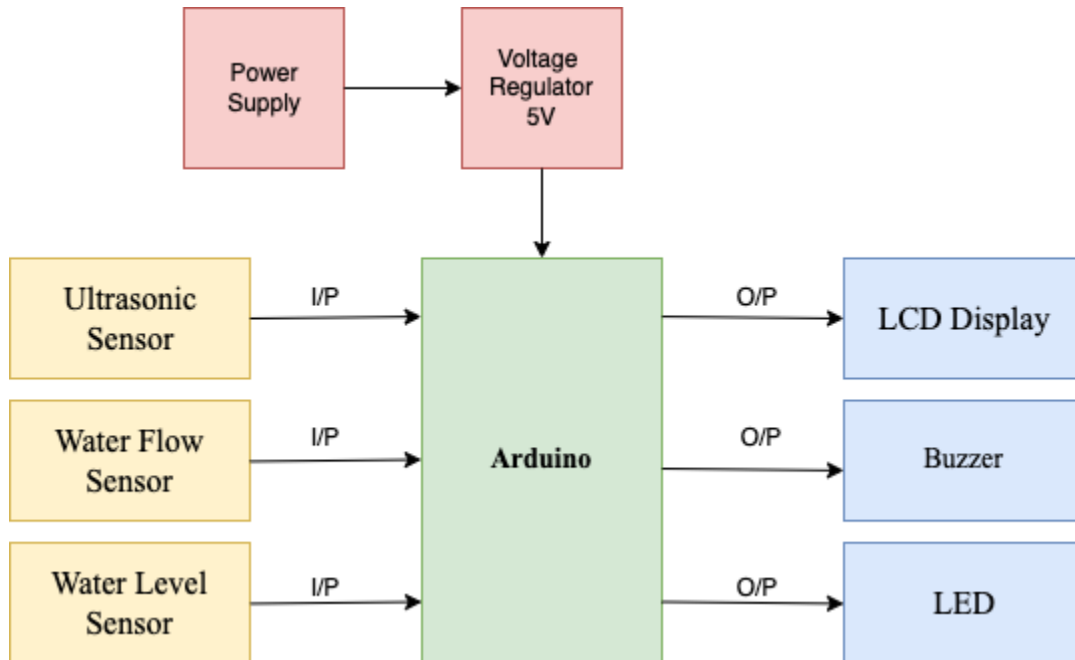 Power
Supply
Voltage
Regulator
5V
Ultrasonic
Sensor
I/P
O/P
LCD Display
Water Flow
Sensor
I/P
Arduino
O/P
Buzzer
Water Level
Sensor
I/P
O/P
LED